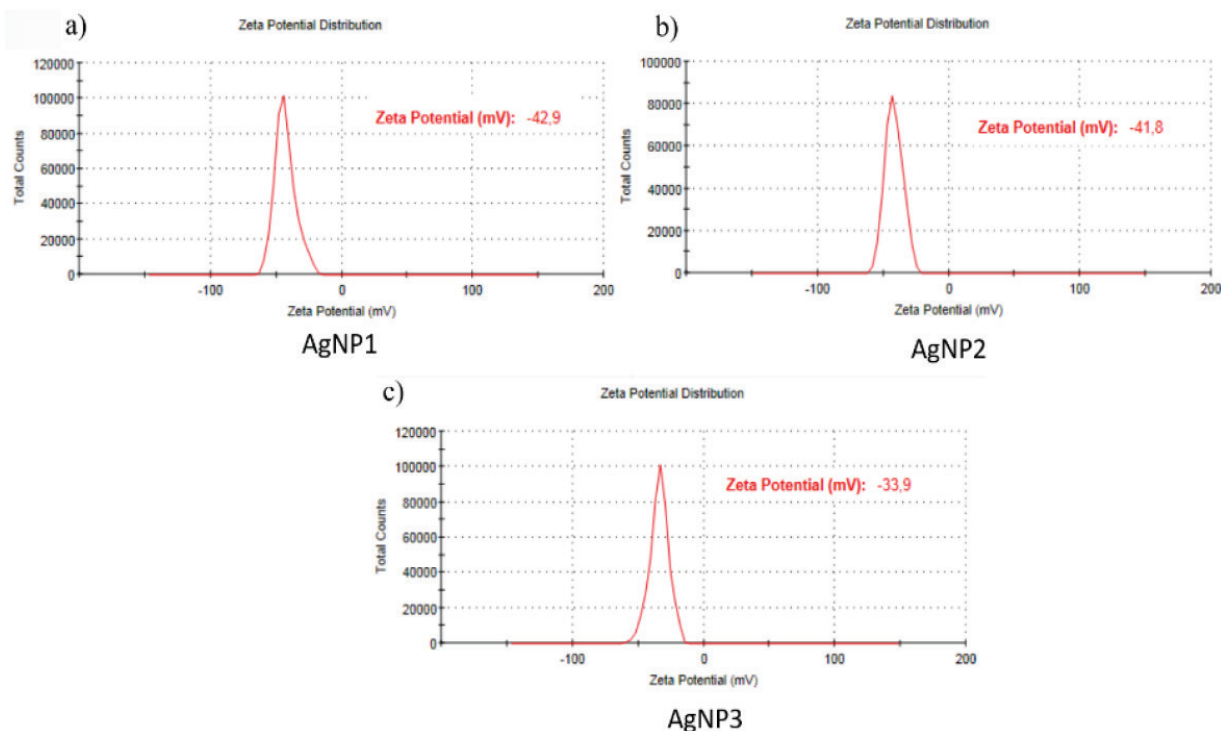 a)
Zeta Potential Distribution
120000
100000
80000
60000
40000
20000
0
Total Counts
Zeta Potential (mV): -42,9
-100 0 100 200
Zeta Potential (mV)
AgNP1
b)
Zeta Potential Distribution
100000
80000
60000
40000
20000
0
Total Counts
Zeta Potential (mV): -41,8
-100 0 100 200
Zeta Potential (mV)
AgNP2
c)
Zeta Potential Distribution
120000
100000
80000
60000
40000
20000
0
Total Counts
Zeta Potential (mV): -33,9
-100 0 100 200
Zeta Potential (mV)
AgNP3